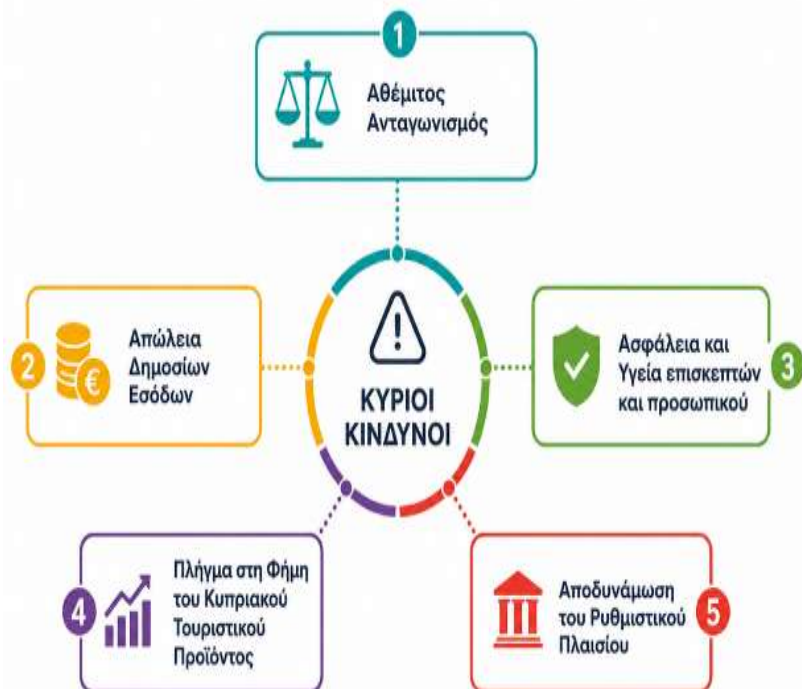 1
Αθέμιτος
Ανταγωνισμός
2
Απώλεια
Δημοσίων
Εσόδων
€
ΚΥΡΙΟΙ
ΚΙΝΔΥΝΟΙ
Ασφάλεια και
Υγεία επισκεπτών
και προσωπικού
3
4
Πλήγμα στη Φήμη
του Κυπριακού
Τουριστικού
Προϊόντος
Αποδυνάμωση
του Ρυθμιστικού
Πλαισίου
5